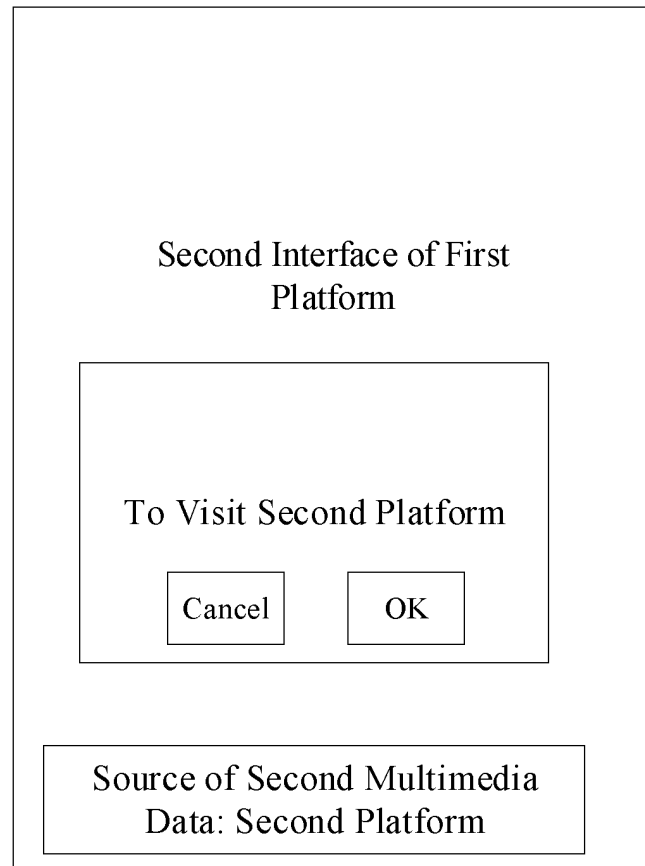 Second Interface of First
Platform
To Visit Second Platform
Cancel OK
Source of Second Multimedia
Data: Second Platform